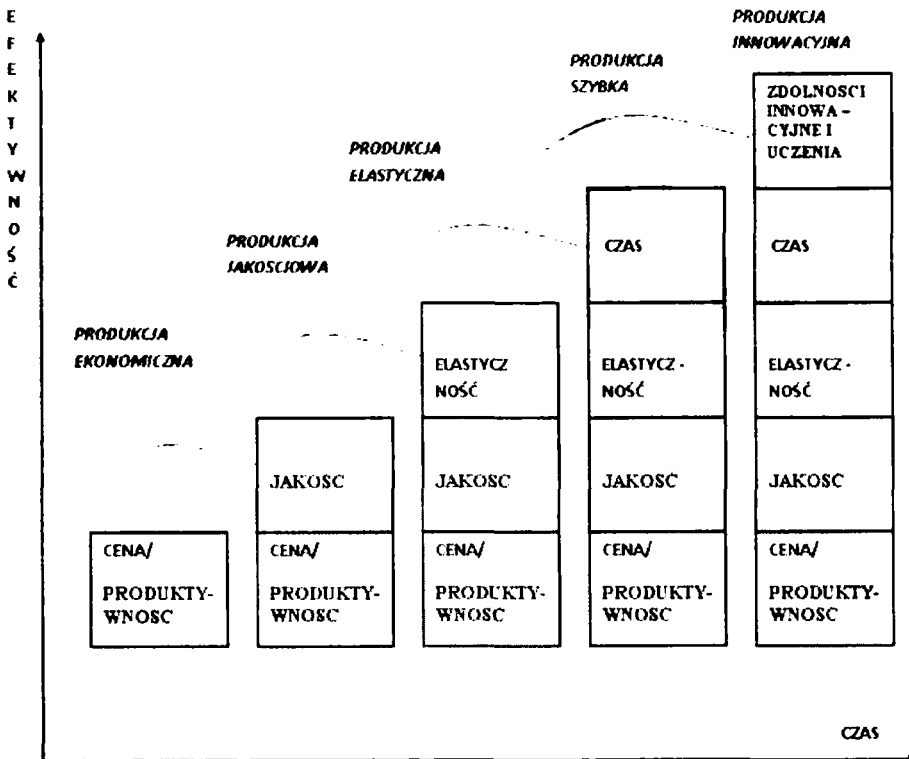 EFEKTYWNOŚĆ
PRODUKCJA
INNOWACYJNA
PRODUKCJA
SZYBKA
PRODUKCJA
ELASTYCZNA
PRODUKCJA
JAKOSCIOWA
PRODUKCJA
EKONOMICZNA
CENA/
PRODUKTY-
WNOSC
JAKOSC
CENA/
PRODUKTY-
WNOSC
ELASTYCZ
NOŚĆ
JAKOSC
CENA/
PRODUKTY-
WNOSC
CZAS
ELASTYCZ -
NOŚĆ
JAKOSC
CENA/
PRODUKTY-
WNOSC
ZDOLNOSCI
INNOWA –
CYJNE I
UCZENIA
CZAS
ELASTYCZ -
NOŚĆ
JAKOSC
CENA/
PRODUKTY-
WNOSC
CZAS